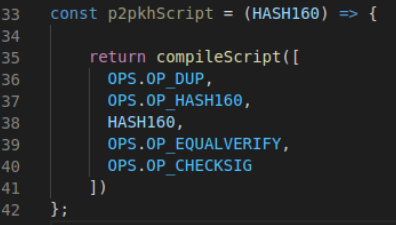 33 const p2pkhScript = (HASH160) => {
34
35 return compileScript([
36 OPS.OP_DUP,
37 OPS.OP_HASH160,
38 HASH160,
39 OPS.OP_EQUALVERIFY,
40 OPS.OP_CHECKSIG
41 ])
42 };